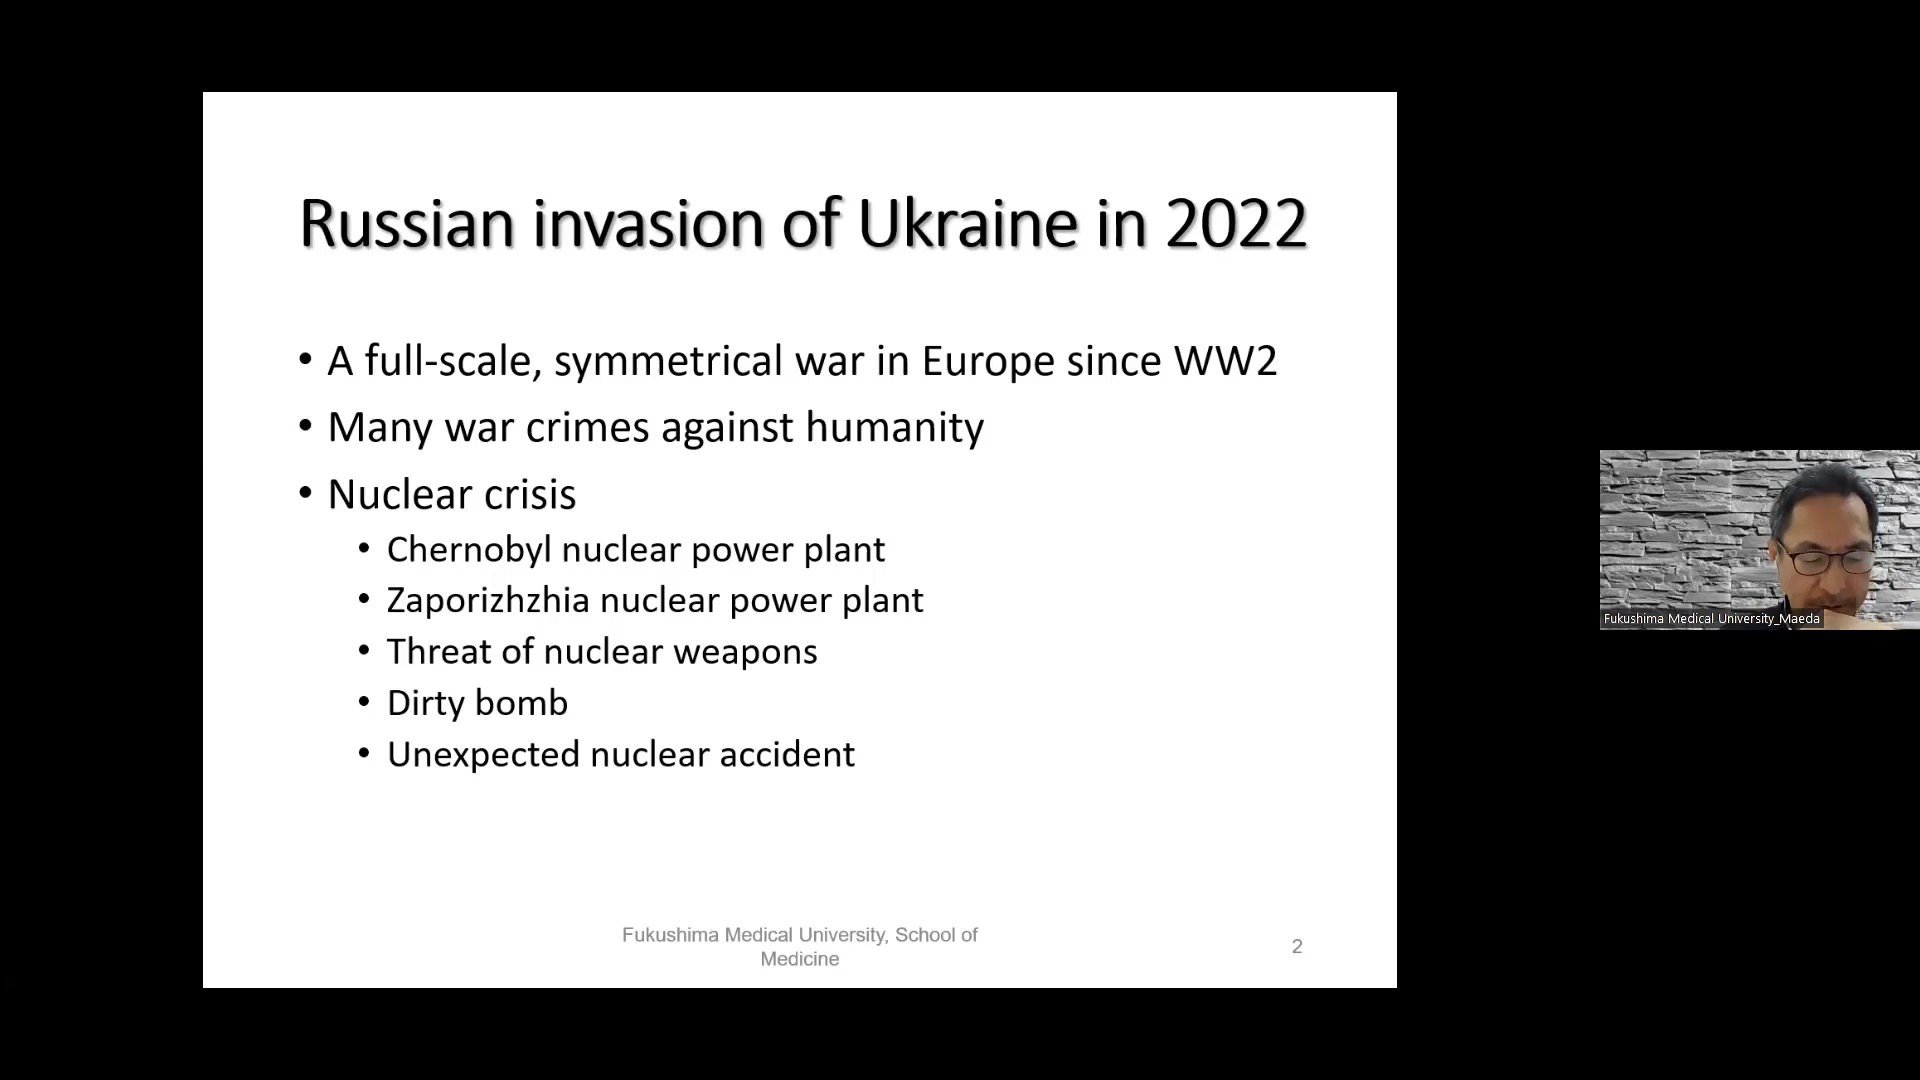 Russian invasion of Ukraine in 2022
• A full-scale, symmetrical war in Europe since WW2
• Many war crimes against humanity
• Nuclear crisis
• Chernobyl nuclear power plant
• Zaporizhzhia nuclear power plant
• Threat of nuclear weapons
• Dirty bomb
• Unexpected nuclear accident
Fukushima Medical University, School of
Medicine
2
Fukushima Medical University_Maeda